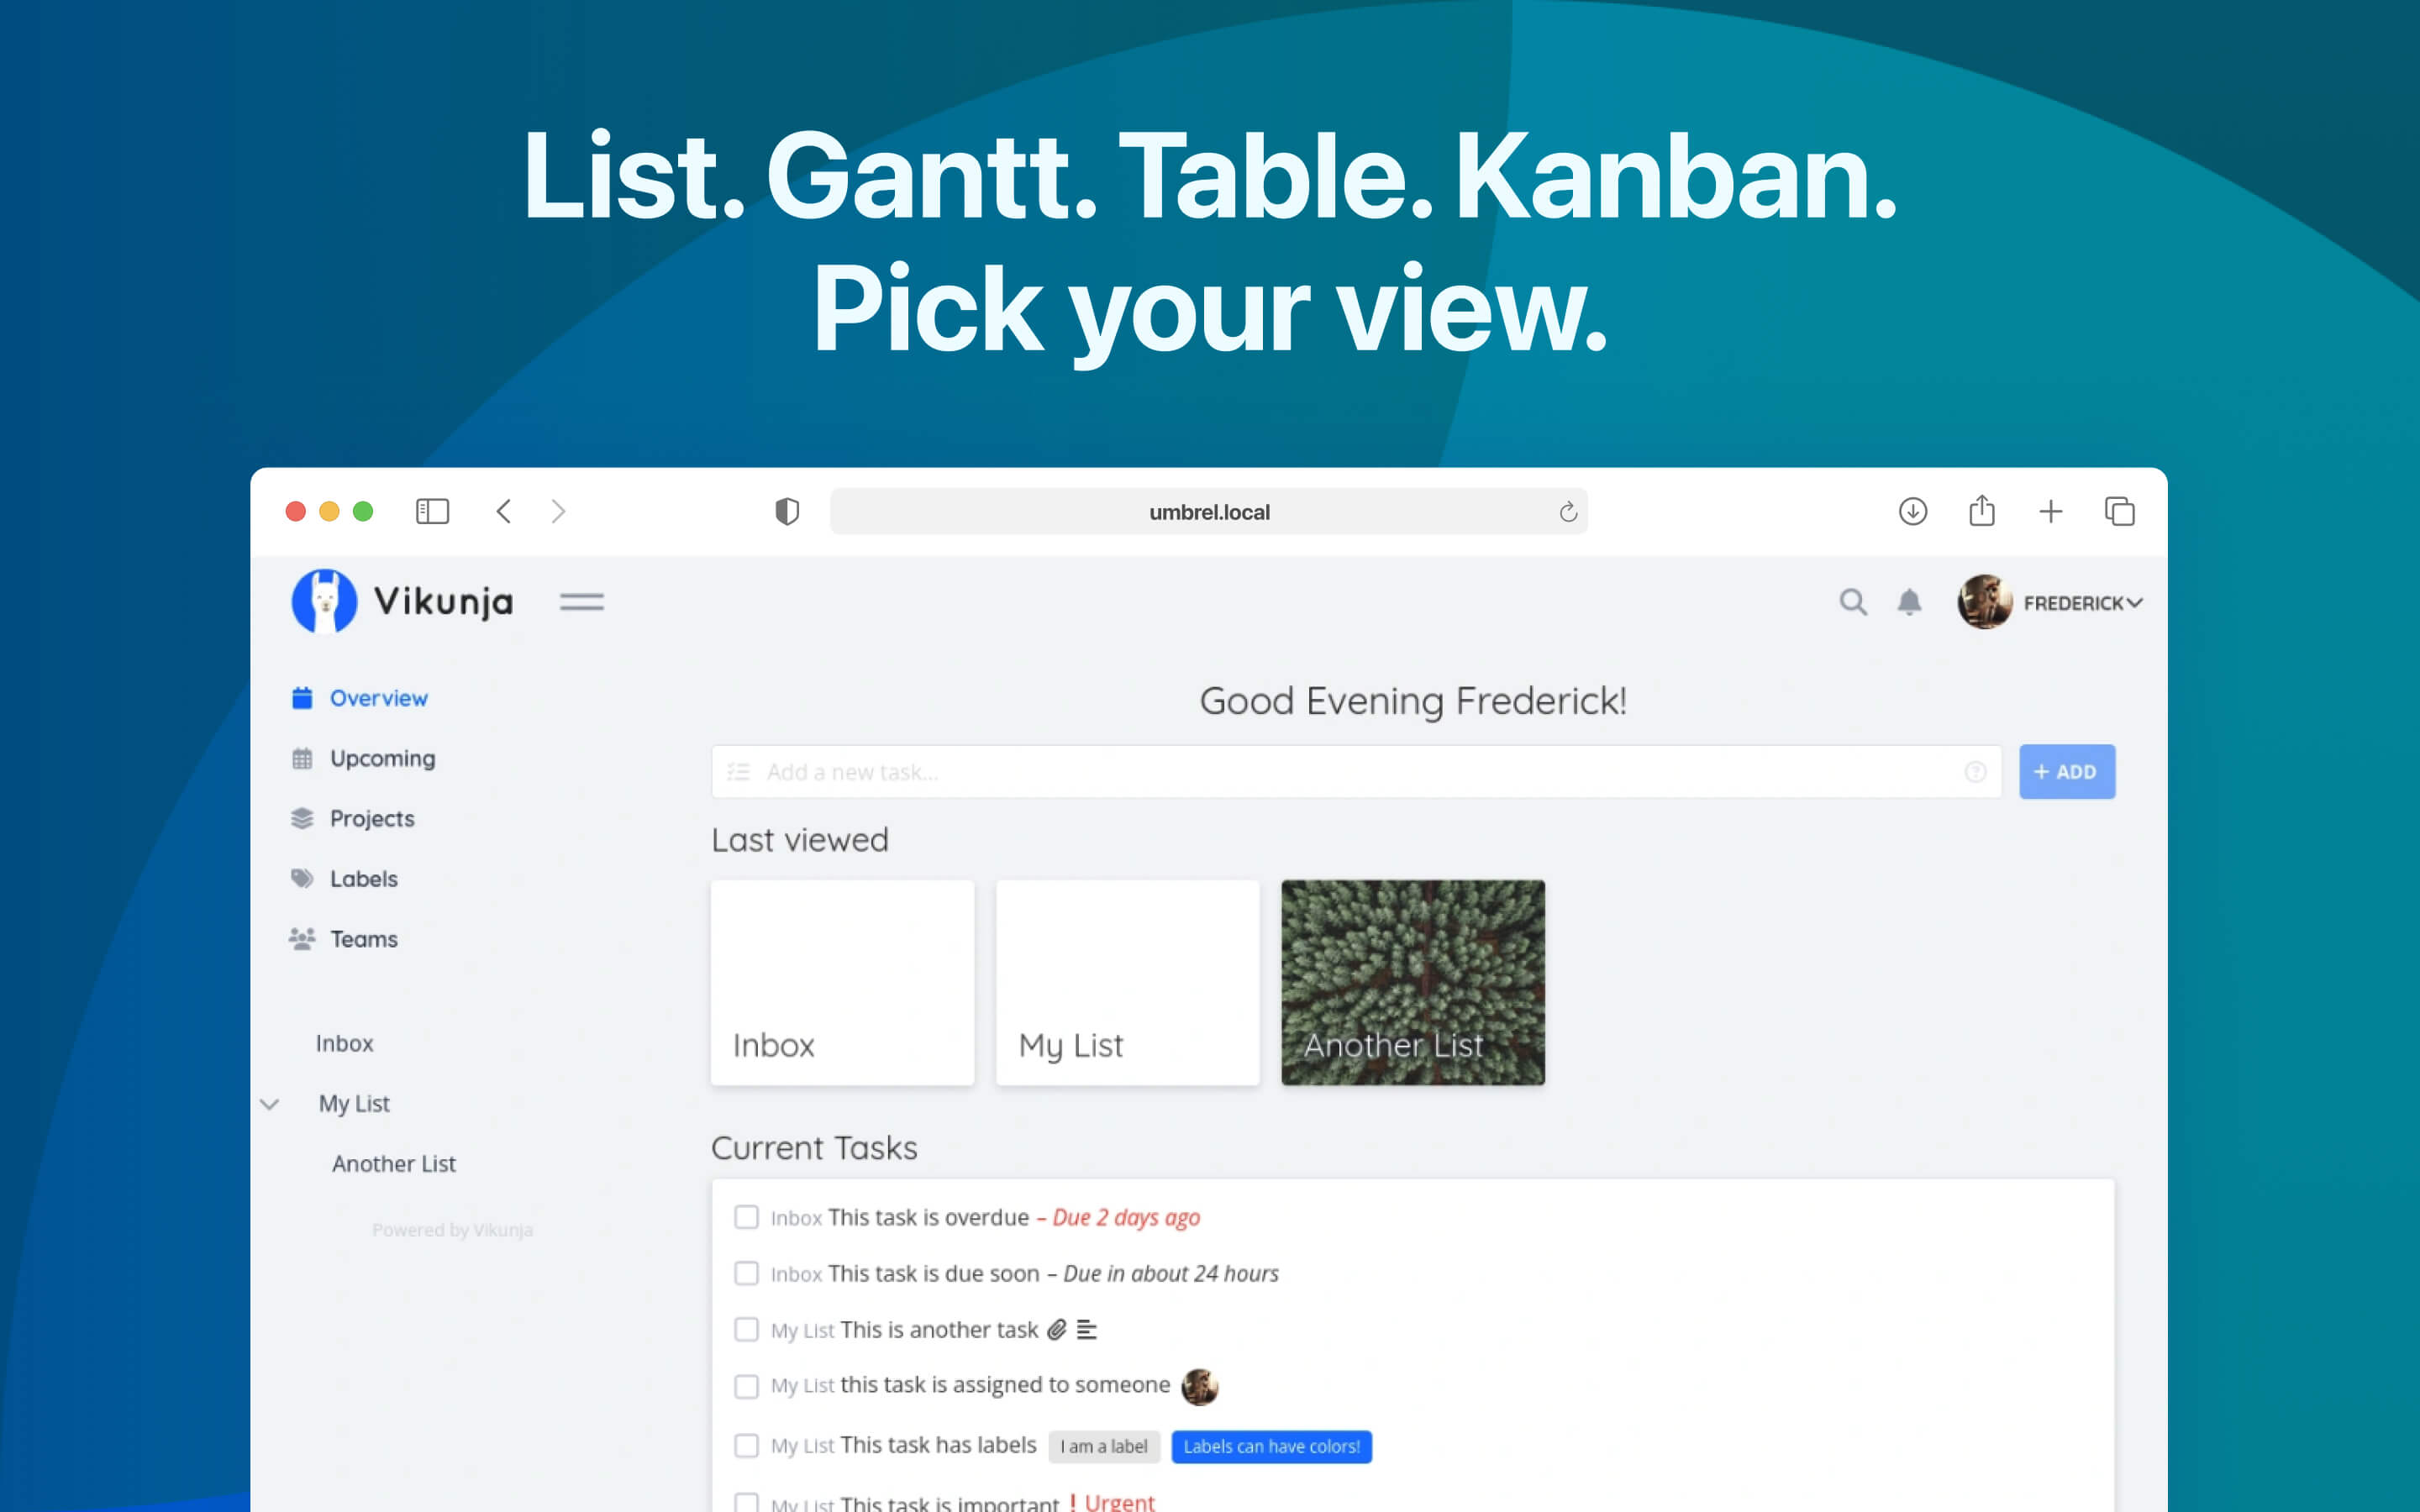 List. Gantt. Table. Kanban.
Pick your view.
umbrel.local
Vikunja
FREDERICK
Overview
Upcoming
Projects
Labels
Teams
Inbox
My List
Another List
Powered by Vikunja
Good Evening Frederick!
Add a new task...
+ ADD
Last viewed
Inbox
My List
Another List
Current Tasks
Inbox This task is overdue – Due 2 days ago
Inbox This task is due soon – Due in about 24 hours
My List This is another task
My List this task is assigned to someone
My List This task has labels I am a label Labels can have colors!
My List This task is important ! Urgent